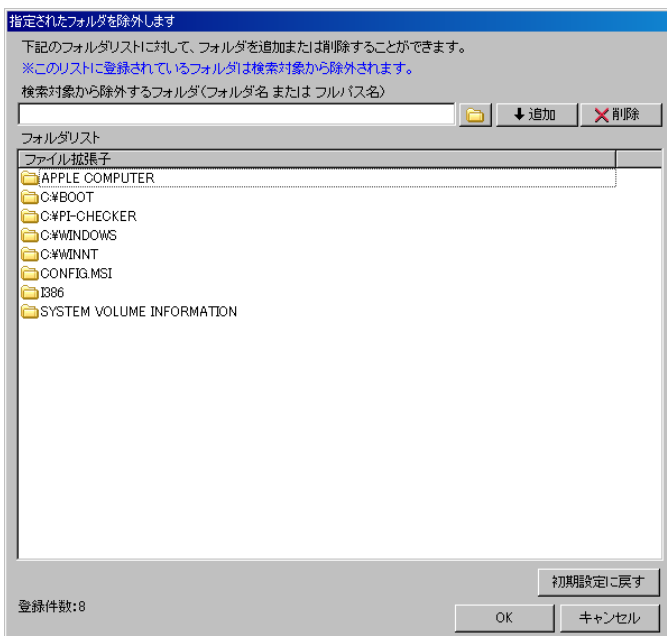 指定されたフォルダを除外します
下記のフォルダリストに対して、フォルダを追加または削除することができます。
※このリストに登録されているフォルダは検索対象から除外されます。
検索対象から除外するフォルダ(フォルダ名 または フルパス名)
追加 削除
フォルダリスト
ファイル拡張子
APPLE COMPUTER
C:¥BOOT
C:¥PI-CHECKER
C:¥WINDOWS
C:¥WINNT
CONFIG.MSI
I386
SYSTEM VOLUME INFORMATION
初期設定に戻す
登録件数:8
OK キャンセル